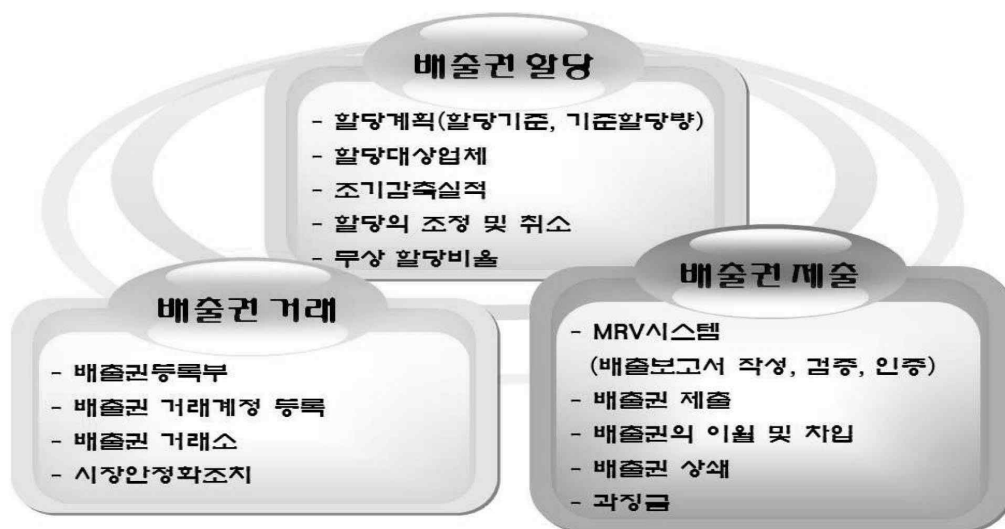 배출권 할당
- 할당계획(할당기준, 기준할당량)
- 할당대상업체
- 조기감축실적
- 할당의 조정 및 취소
- 무상 할당비율
배출권 거래
- 배출권등록부
- 배출권 거래계정 등록
- 배출권 거래소
- 시장안정화조치
배출권 제출
- MRV시스템
(배출보고서 작성, 검증, 인증)
- 배출권 제출
- 배출권의 이월 및 차입
- 배출권 상쇄
- 과징금